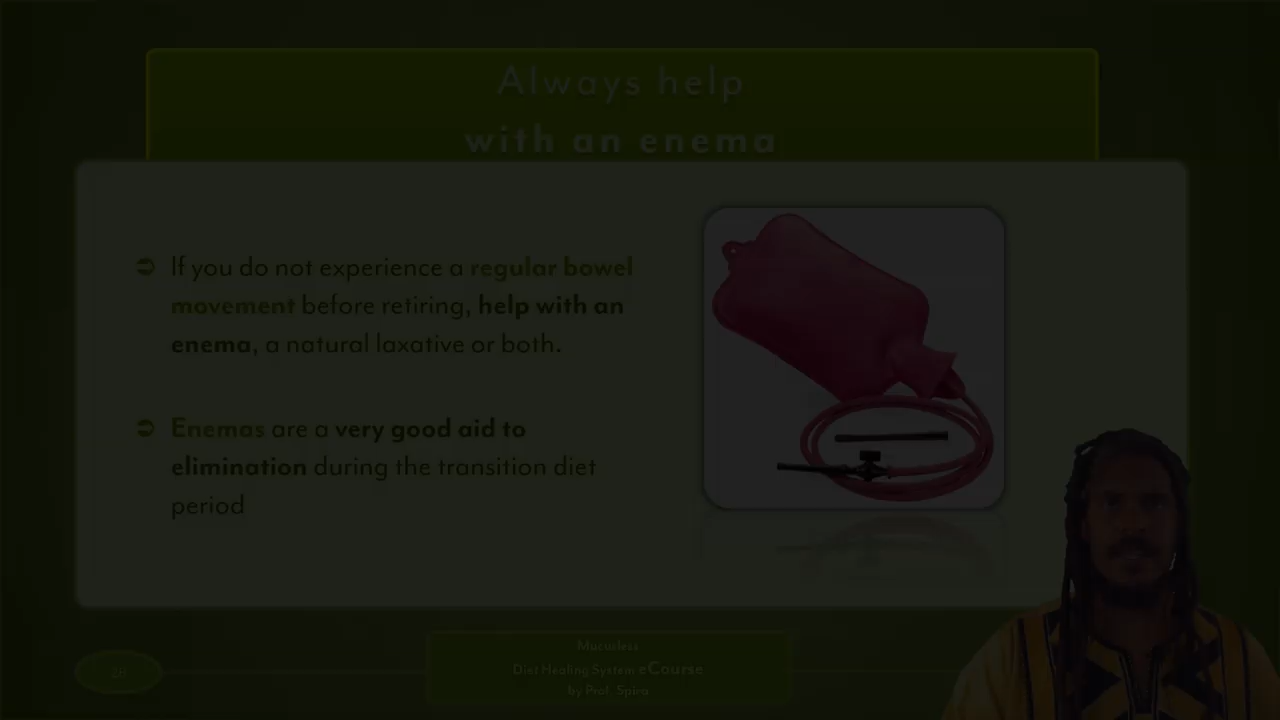 Always help
with an enema
➲ If you do not experience a regular bowel
movement before retiring, help with an
enema, a natural laxative or both.
➲ Enemas are a very good aid to
elimination during the transition diet
period
28
Mucusless
Diet Healing System eCourse
by Prof. Spira